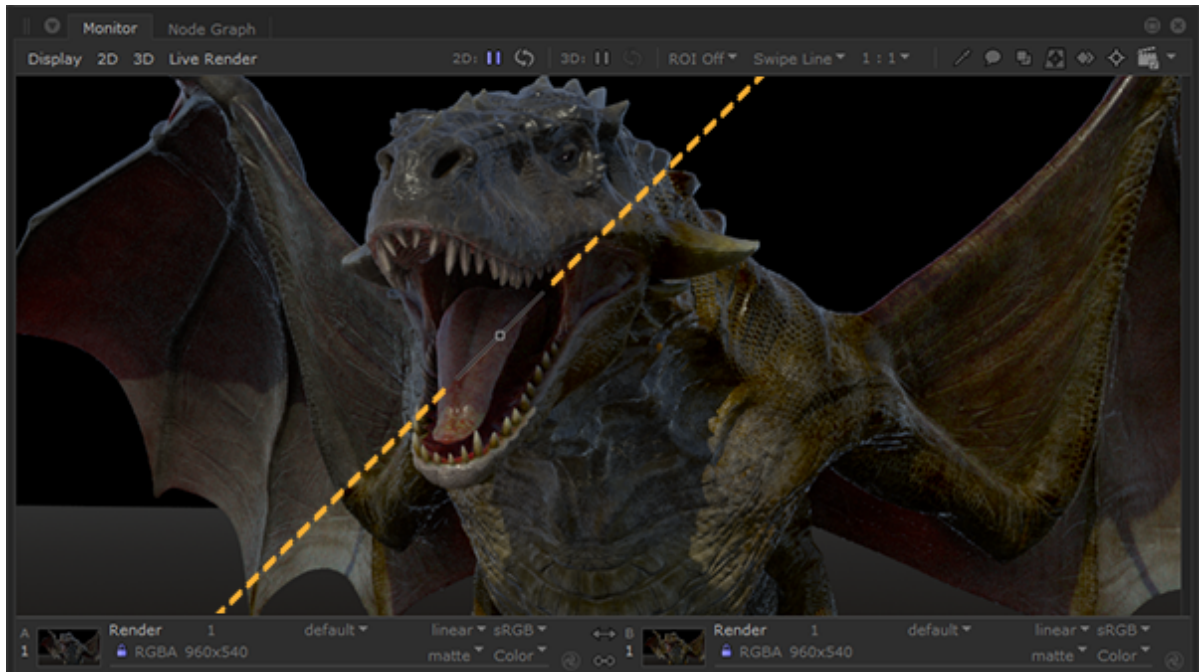 Monitor Node Graph
Display 2D 3D Live Render 2D: 3D: ROI Off Swipe Line 1 : 1
A Render 1 default linear sRGB B Render 1 default linear sRGB
1 RGBA 960x540 matte Color 1 RGBA 960x540 matte Color